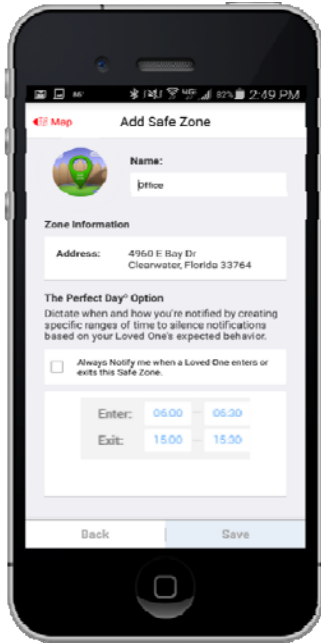 86° 82% 2:49 PM
Map Add Safe Zone
Name:
Office
Zone Information
Address: 4960 E Bay Dr
Clearwater, Florida 33764
The Perfect Day® Option
Dictate when and how you're notified by creating
specific ranges of time to silence notifications
based on your Loved One's expected behavior.
Always Notify me when a Loved One enters or
exits this Safe Zone.
Enter: 06:00 — 06:30
Exit: 15:00 — 15:30
Back Save